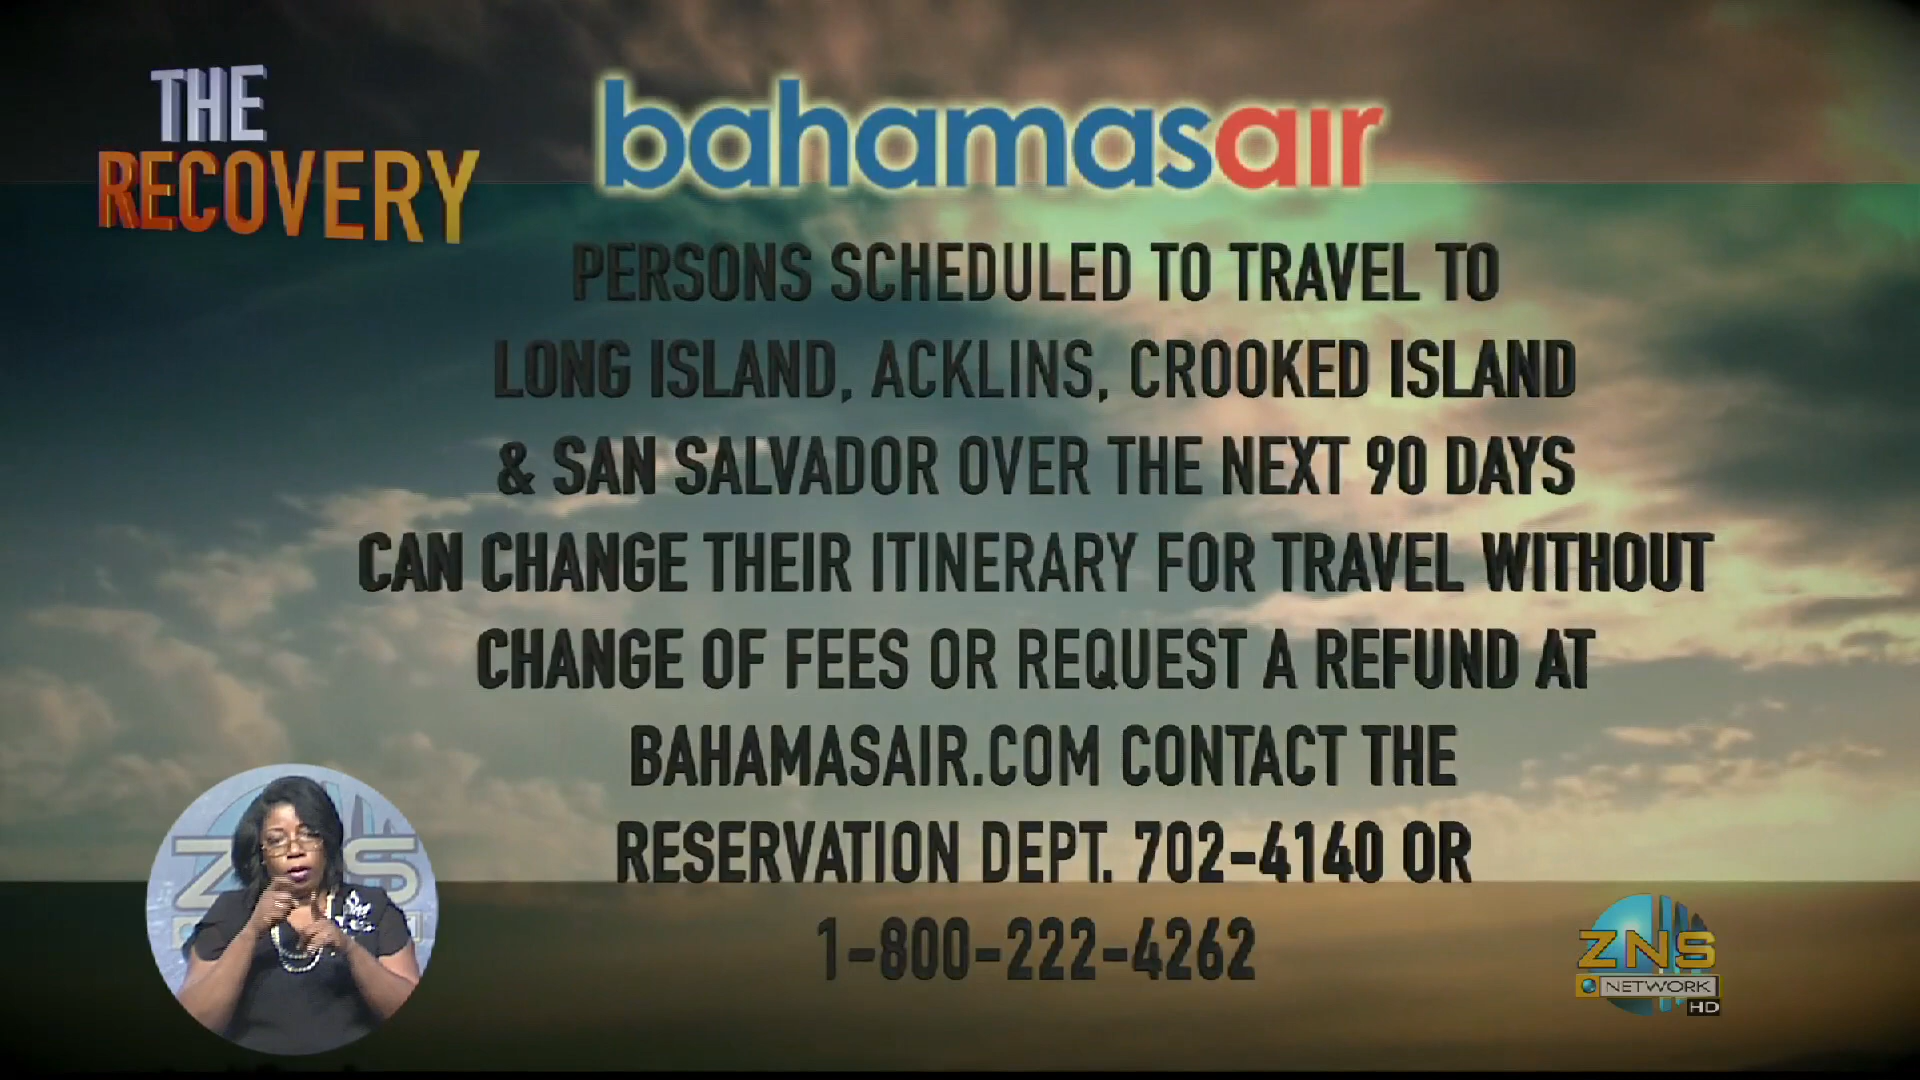 THE
RECOVERY
bahamasair
PERSONS SCHEDULED TO TRAVEL TO
LONG ISLAND, ACKLINS, CROOKED ISLAND
& SAN SALVADOR OVER THE NEXT 90 DAYS
CAN CHANGE THEIR ITINERARY FOR TRAVEL WITHOUT
CHANGE OF FEES OR REQUEST A REFUND AT
BAHAMASAIR.COM CONTACT THE
RESERVATION DEPT. 702-4140 OR
1-800-222-4262
ZNS
NETWORK
HD